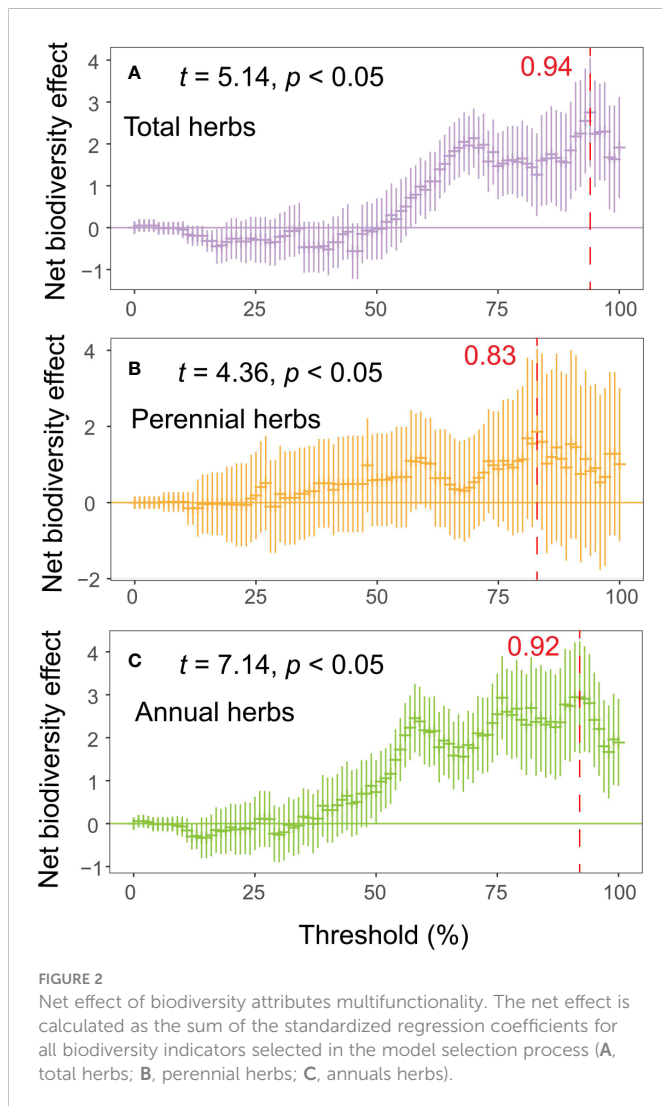 A
t = 5.14, p < 0.05
0.94
Total herbs
Net biodiversity effect
4
3
2
1
0
−1
0 25 50 75 100
B
t = 4.36, p < 0.05
0.83
Perennial herbs
Net biodiversity effect
4
2
0
−2
0 25 50 75 100
C
t = 7.14, p < 0.05
0.92
Annual herbs
Net biodiversity effect
4
3
2
1
0
−1
0 25 50 75 100
Threshold (%)
FIGURE 2
Net effect of biodiversity attributes multifunctionality. The net effect is
calculated as the sum of the standardized regression coefficients for
all biodiversity indicators selected in the model selection process (A,
total herbs; B, perennial herbs; C, annuals herbs).